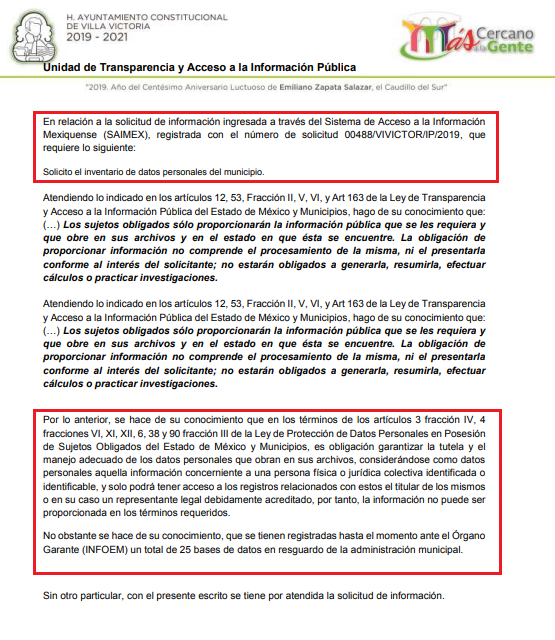 H. AYUNTAMIENTO CONSTITUCIONAL
DE VILLA VICTORIA
2019 - 2021
Más Cercano
a la Gente
Unidad de Transparencia y Acceso a la Información Pública
"2019. Año del Centésimo Aniversario Luctuoso de Emiliano Zapata Salazar, el Caudillo del Sur"
En relación a la solicitud de información ingresada a través del Sistema de Acceso a la Información
Mexiquense (SAIMEX), registrada con el número de solicitud 00488/VIVICTOR/IP/2019, que
requiere lo siguiente:
Solicito el inventario de datos personales del municipio.
Atendiendo lo indicado en los artículos 12, 53, Fracción II, V, VI, y Art 163 de la Ley de Transparencia
y Acceso a la Información Pública del Estado de México y Municipios, hago de su conocimiento que:
(…) Los sujetos obligados sólo proporcionarán la información pública que se les requiera y
que obre en sus archivos y en el estado en que ésta se encuentre. La obligación de
proporcionar información no comprende el procesamiento de la misma, ni el presentarla
conforme al interés del solicitante; no estarán obligados a generarla, resumirla, efectuar
cálculos o practicar investigaciones.
Atendiendo lo indicado en los artículos 12, 53, Fracción II, V, VI, y Art 163 de la Ley de Transparencia
y Acceso a la Información Pública del Estado de México y Municipios, hago de su conocimiento que:
(…) Los sujetos obligados sólo proporcionarán la información pública que se les requiera y
que obre en sus archivos y en el estado en que ésta se encuentre. La obligación de
proporcionar información no comprende el procesamiento de la misma, ni el presentarla
conforme al interés del solicitante; no estarán obligados a generarla, resumirla, efectuar
cálculos o practicar investigaciones.
Por lo anterior, se hace de su conocimiento que en los términos de los artículos 3 fracción IV, 4
fracciones VI, XI, XII, 6, 38 y 90 fracción III de la Ley de Protección de Datos Personales en Posesión
de Sujetos Obligados del Estado de México y Municipios, es obligación garantizar la tutela y el
manejo adecuado de los datos personales que obran en sus archivos, considerándose como datos
personales aquella información concerniente a una persona física o jurídica colectiva identificada o
identificable, y solo podrá tener acceso a los registros relacionados con estos el titular de los mismos
o en su caso un representante legal debidamente acreditado, por tanto, la información no puede ser
proporcionada en los términos requeridos.
No obstante se hace de su conocimiento, que se tienen registradas hasta el momento ante el Órgano
Garante (INFOEM) un total de 25 bases de datos en resguardo de la administración municipal.
Sin otro particular, con el presente escrito se tiene por atendida la solicitud de información.